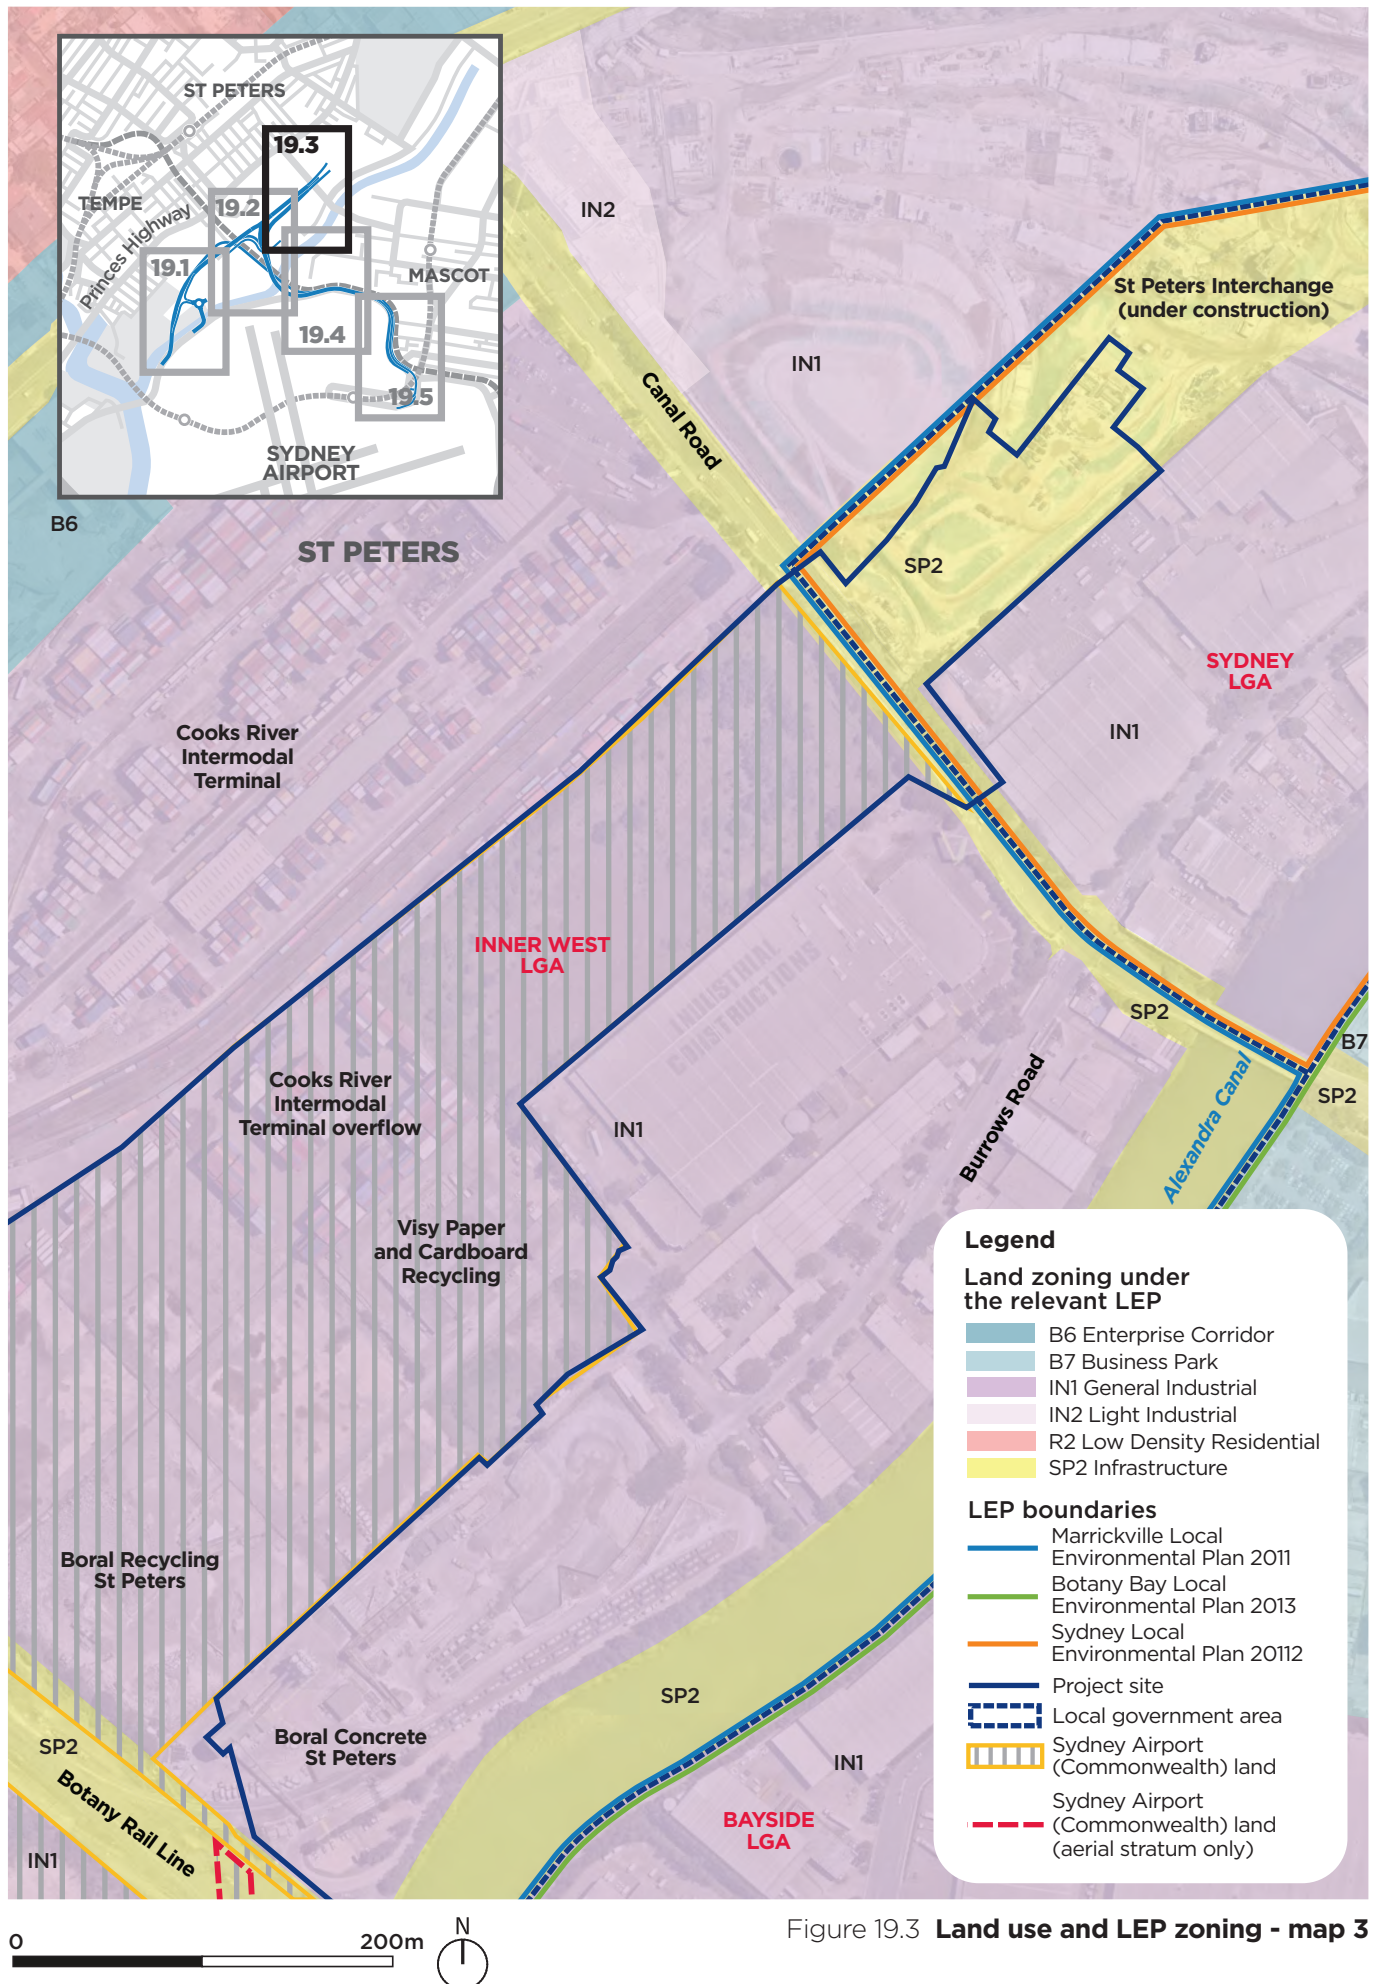 ST PETERS
19.3
TEMPE
19.2
Princes Highway
19.1
MASCOT
19.4
19.5
SYDNEY
AIRPORT
IN2
St Peters Interchange
(under construction)
IN1
Canal Road
B6
ST PETERS
SP2
SYDNEY
LGA
Cooks River
Intermodal
Terminal
IN1
INNER WEST
LGA
SP2
B7
Cooks River
Intermodal
Terminal overflow
IN1
Burrows Road
Alexandra Canal
SP2
Visy Paper
and Cardboard
Recycling
Boral Recycling
St Peters
SP2
SP2
Boral Concrete
St Peters
Botany Rail Line
IN1
BAYSIDE
LGA
IN1
Legend
Land zoning under
the relevant LEP
B6 Enterprise Corridor
B7 Business Park
IN1 General Industrial
IN2 Light Industrial
R2 Low Density Residential
SP2 Infrastructure
LEP boundaries
Marrickville Local
Environmental Plan 2011
Botany Bay Local
Environmental Plan 2013
Sydney Local
Environmental Plan 20112
Project site
Local government area
Sydney Airport
(Commonwealth) land
Sydney Airport
(Commonwealth) land
(aerial stratum only)
0 200m
N
Figure 19.3 Land use and LEP zoning - map 3